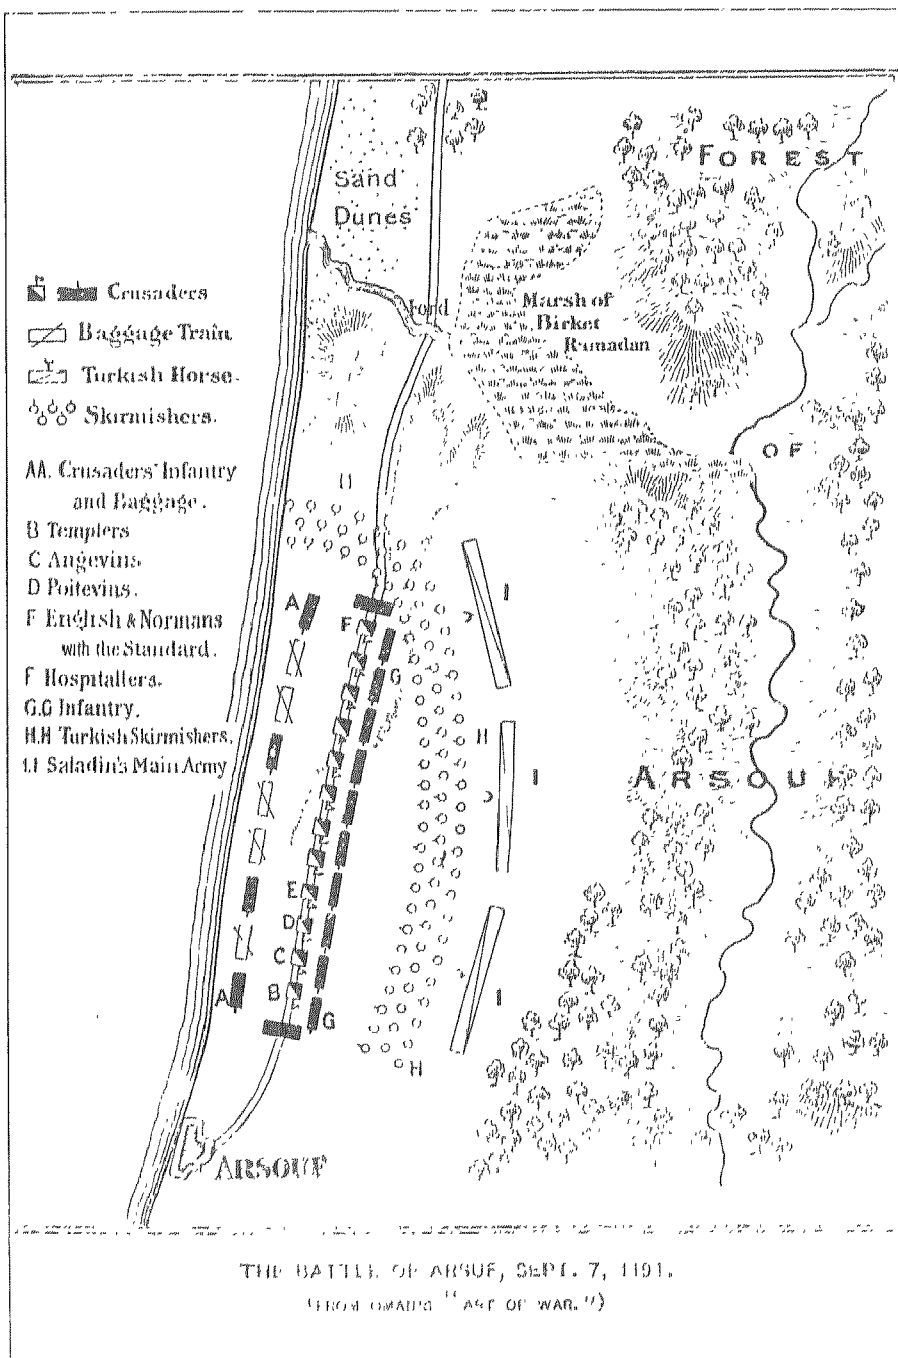 Sand
Dunes
FOREST
Ford
Marsh of
Birket
Ramadan
OF
ARSOUF
Crusaders
Baggage Train.
Turkish Horse.
Skirmishers.
AA. Crusaders' Infantry
and Baggage.
B Templers
C Angevins.
D Poitevins.
F English & Normans
with the Standard.
F Hospitallers.
G.G Infantry.
H.H Turkish Skirmishers.
I.I Saladin's Main Army
H
A
F
G
I
H
I
E
D
C
B
A
G
I
H
ARSOUF
THE BATTLE OF ARSUF, SEPT. 7, 1191.
(FROM OMAN'S "ART OF WAR.")